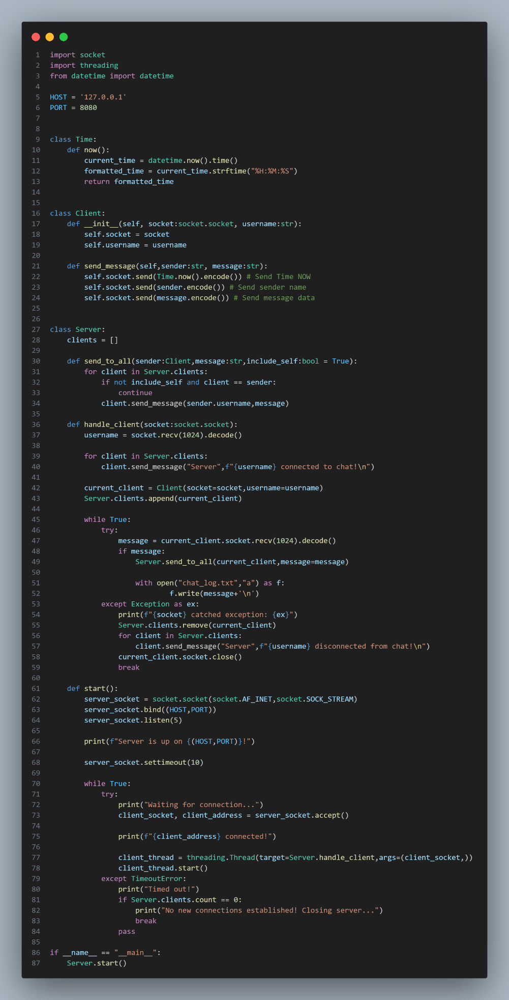 1 import socket
2 import threading
3 from datetime import datetime
4
5 HOST = '127.0.0.1'
6 PORT = 8080
7
8
9 class Time:
10     def now():
11         current_time = datetime.now().time()
12         formatted_time = current_time.strftime("%H:%M:%S")
13         return formatted_time
14
15
16 class Client:
17     def __init__(self, socket:socket.socket, username:str):
18         self.socket = socket
19         self.username = username
20
21     def send_message(self,sender:str, message:str):
22         self.socket.send(Time.now().encode()) # Send Time NOW
23         self.socket.send(sender.encode()) # Send sender name
24         self.socket.send(message.encode()) # Send message data
25
26
27 class Server:
28     clients = []
29
30     def send_to_all(sender:Client,message:str,include_self:bool = True):
31         for client in Server.clients:
32             if not include_self and client == sender:
33                 continue
34             client.send_message(sender.username,message)
35
36     def handle_client(socket:socket.socket):
37         username = socket.recv(1024).decode()
38
39         for client in Server.clients:
40             client.send_message("Server",f"{username} connected to chat!\n")
41
42         current_client = Client(socket=socket,username=username)
43         Server.clients.append(current_client)
44
45         while True:
46             try:
47                 message = current_client.socket.recv(1024).decode()
48                 if message:
49                     Server.send_to_all(current_client,message=message)
50
51                     with open("chat_log.txt","a") as f:
52                             f.write(message+'\n')
53             except Exception as ex:
54                 print(f"{socket} catched exception: {ex}")
55                 Server.clients.remove(current_client)
56                 for client in Server.clients:
57                     client.send_message("Server",f"{username} disconnected from chat!\n")
58                 current_client.socket.close()
59                 break
60
61     def start():
62         server_socket = socket.socket(socket.AF_INET,socket.SOCK_STREAM)
63         server_socket.bind((HOST,PORT))
64         server_socket.listen(5)
65
66         print(f"Server is up on {(HOST,PORT)}!")
67
68         server_socket.settimeout(10)
69
70         while True:
71             try:
72                 print("Waiting for connection...")
73                 client_socket, client_address = server_socket.accept()
74
75                 print(f"{client_address} connected!")
76
77                 client_thread = threading.Thread(target=Server.handle_client,args=(client_socket,))
78                 client_thread.start()
79             except TimeoutError:
80                 print("Timed out!")
81                 if Server.clients.count == 0:
82                     print("No new connections established! Closing server...")
83                     break
84                 pass
85
86 if __name__ == "__main__":
87     Server.start()